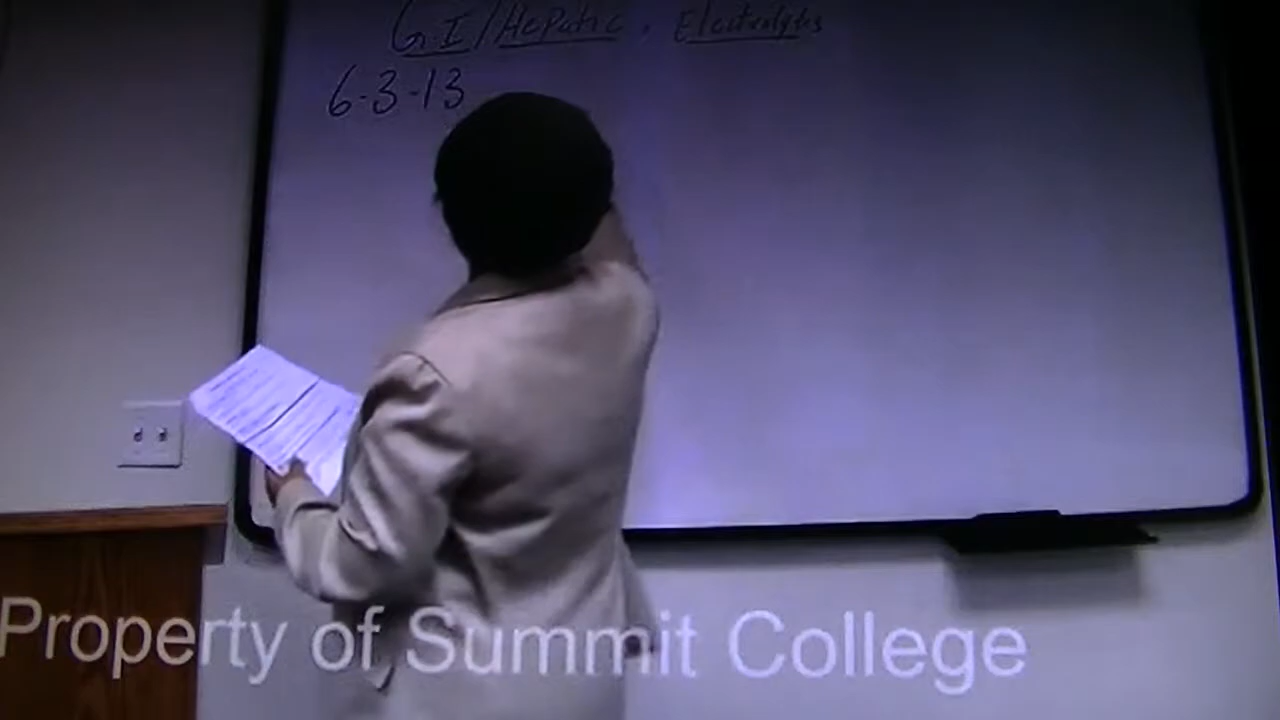 G.I/Hepatic, Electrolytes
6-3-13
Property of Summit College